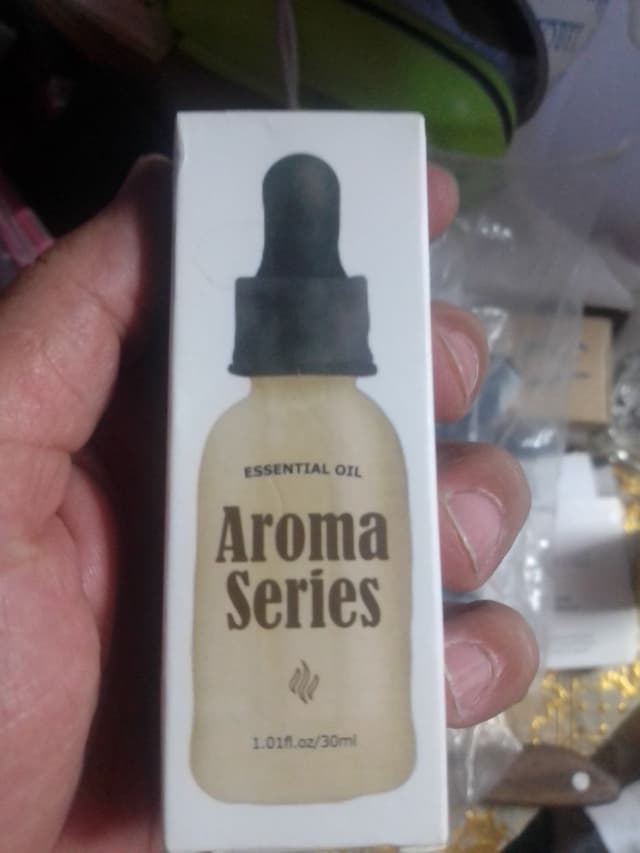 ESSENTIAL OIL
Aroma
Series
1.01fl.oz/30ml